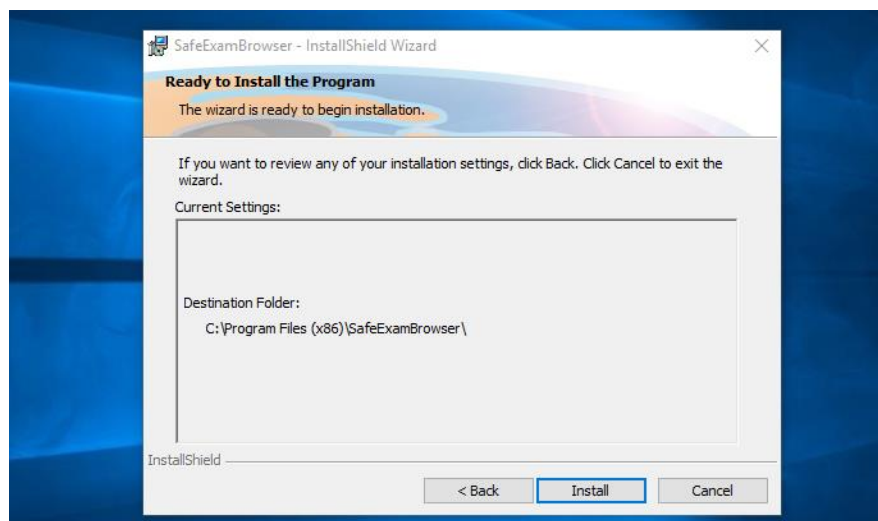 SafeExamBrowser - InstallShield Wizard
Ready to Install the Program
The wizard is ready to begin installation.
If you want to review any of your installation settings, click Back. Click Cancel to exit the
wizard.
Current Settings:
Destination Folder:
C:\Program Files (x86)\SafeExamBrowser\
InstallShield
< Back
Install
Cancel